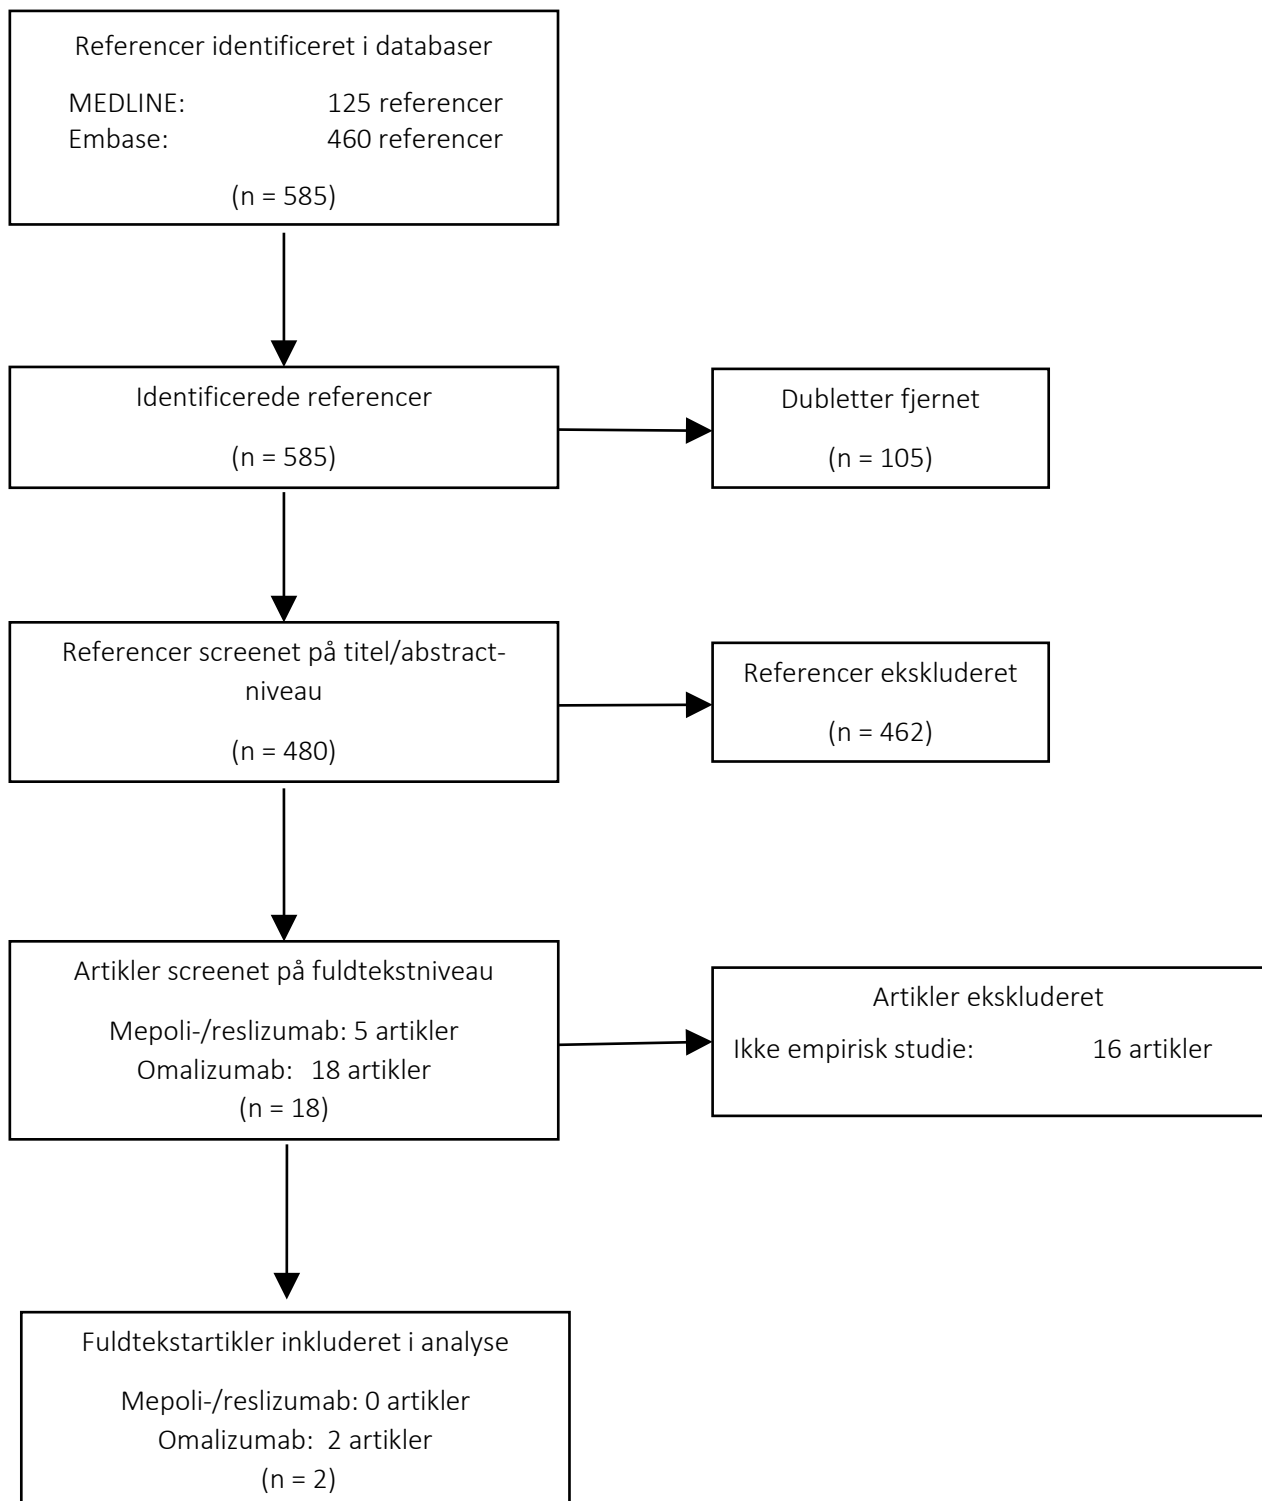 Referencer identificeret i databaser
MEDLINE: 125 referencer
Embase: 460 referencer
(n = 585)
Identificerede referencer
(n = 585)
Dubletter fjernet
(n = 105)
Referencer screenet på titel/abstract-
niveau
(n = 480)
Referencer ekskluderet
(n = 462)
Artikler screenet på fuldtekstniveau
Mepoli-/reslizumab: 5 artikler
Omalizumab: 18 artikler
(n = 18)
Artikler ekskluderet
Ikke empirisk studie: 16 artikler
Fuldtekstartikler inkluderet i analyse
Mepoli-/reslizumab: 0 artikler
Omalizumab: 2 artikler
(n = 2)